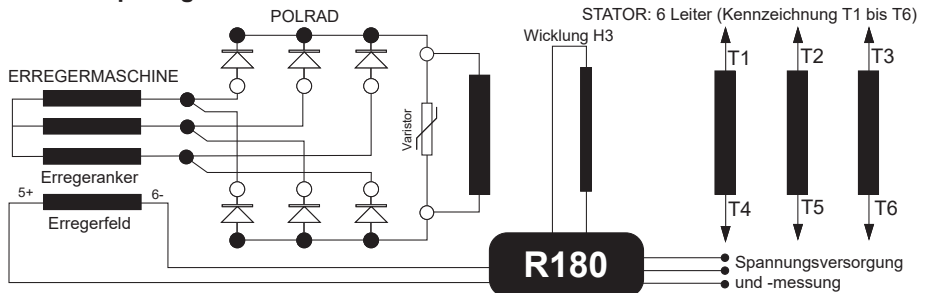 POLRAD
STATOR: 6 Leiter (Kennzeichnung T1 bis T6)
Wicklung H3
T1
T2
T3
ERREGERMASCHINE
Varistor
Erregeranker
5+
6-
Erregerfeld
T4
T5
T6
R180
Spannungsversorgung
und -messung